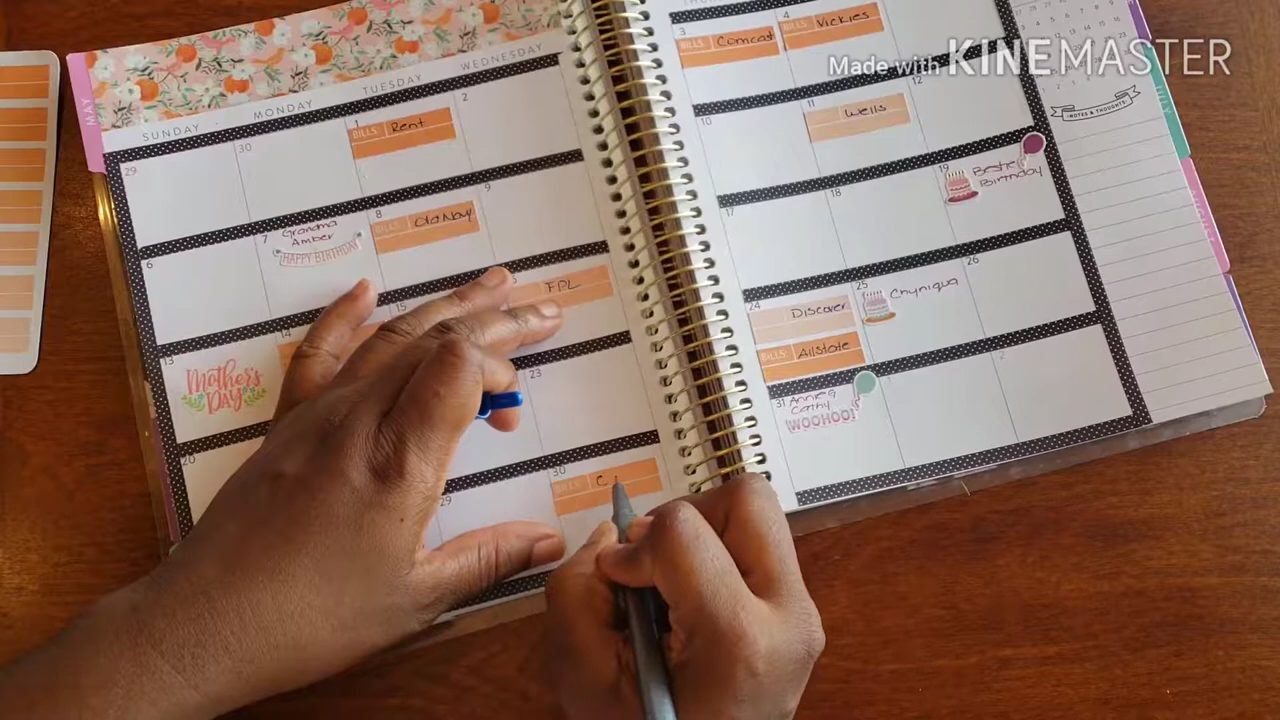 Made with KINEMASTER
MAY
SUNDAY
MONDAY
TUESDAY
WEDNESDAY
29
30
1
BILLS: Rent
2
3
BILLS: Comcast
4
BILLS: Vickies
6
7
Grandma
Amber
HAPPY BIRTHDAY
8
BILLS: Old Navy
9
10
11
Wells
12
13
Mother's
DAY
14
15
FPL
17
18
19
Beste
Birthday
20
23
24
Discover
BILLS: Allstate
25
Chyniqua
26
29
30
BILLS: C
31
Annie &
Cathy
WOOHOO!
2
NOTES & THOUGHTS
JULY